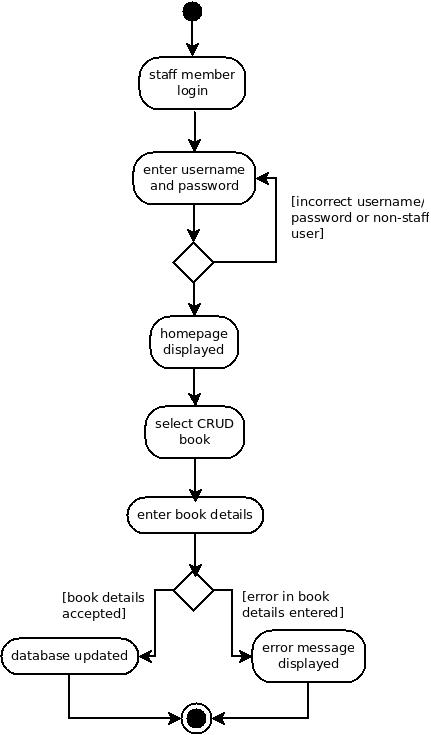 staff member
login
enter username
and password
[incorrect username/
password or non-staff
user]
homepage
displayed
select CRUD
book
enter book details
[book details
accepted]
[error in book
details entered]
database updated
error message
displayed